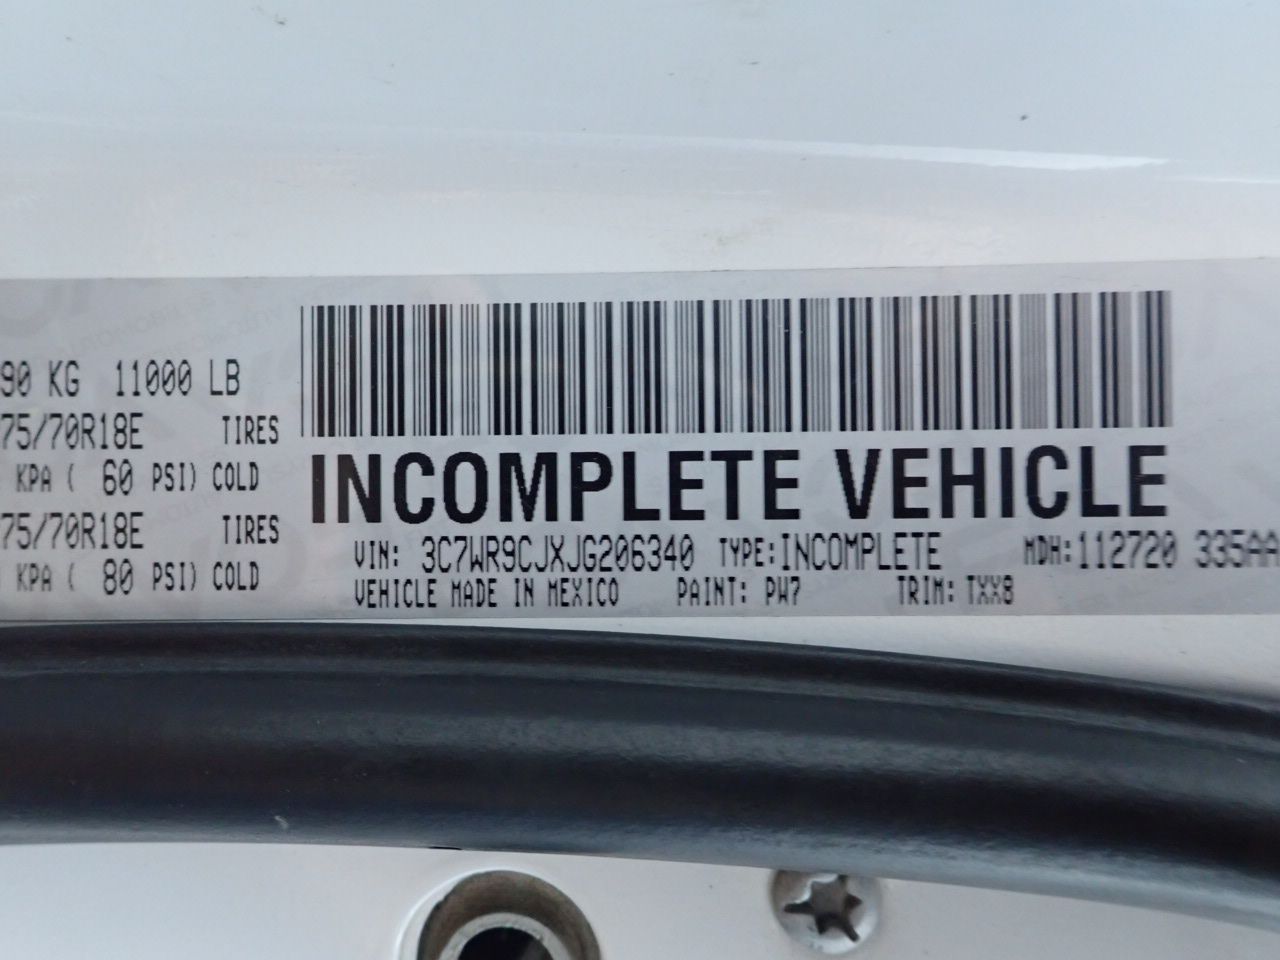 90 KG 11000 LB
75/70R18E TIRES
KPA ( 60 PSI) COLD
75/70R18E TIRES
KPA ( 80 PSI) COLD
INCOMPLETE VEHICLE
VIN: 3C7WR9CJXJG206340 TYPE: INCOMPLETE MDH: 112720 335AA
VEHICLE MADE IN MEXICO PAINT: PW7 TRIM: TXX8